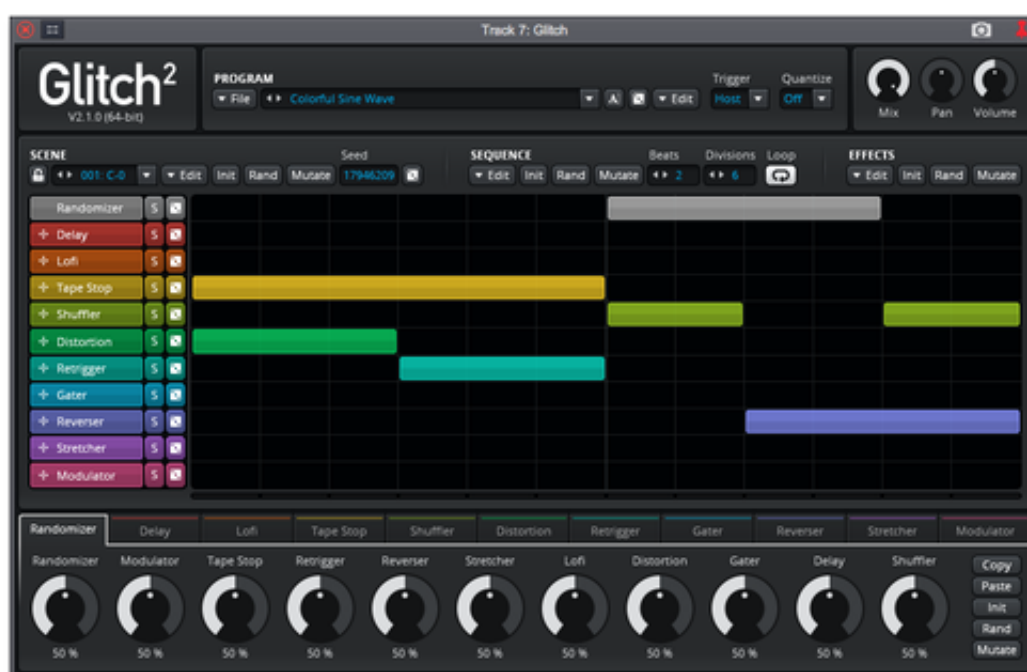 Track 7: Glitch
Glitch²
V2.1.0 (64-bit)
PROGRAM
File Colorful Sine Wave A Edit
Trigger Quantize
Host Off
Mix Pan Volume
SCENE Seed
001: C-0 Edit Init Rand Mutate 17946209
SEQUENCE Beats Divisions Loop
Edit Init Rand Mutate 2 6
EFFECTS
Edit Init Rand Mutate
Randomizer S
Delay S
Lofi S
Tape Stop S
Shuffler S
Distortion S
Retrigger S
Gater S
Reverser S
Stretcher S
Modulator S
Randomizer Delay Lofi Tape Stop Shuffler Distortion Retrigger Gater Reverser Stretcher Modulator
Randomizer Modulator Tape Stop Retrigger Reverser Stretcher Lofi Distortion Gater Delay Shuffler
50 % 50 % 50 % 50 % 50 % 50 % 50 % 50 % 50 % 50 % 50 %
Copy
Paste
Init
Rand
Mutate